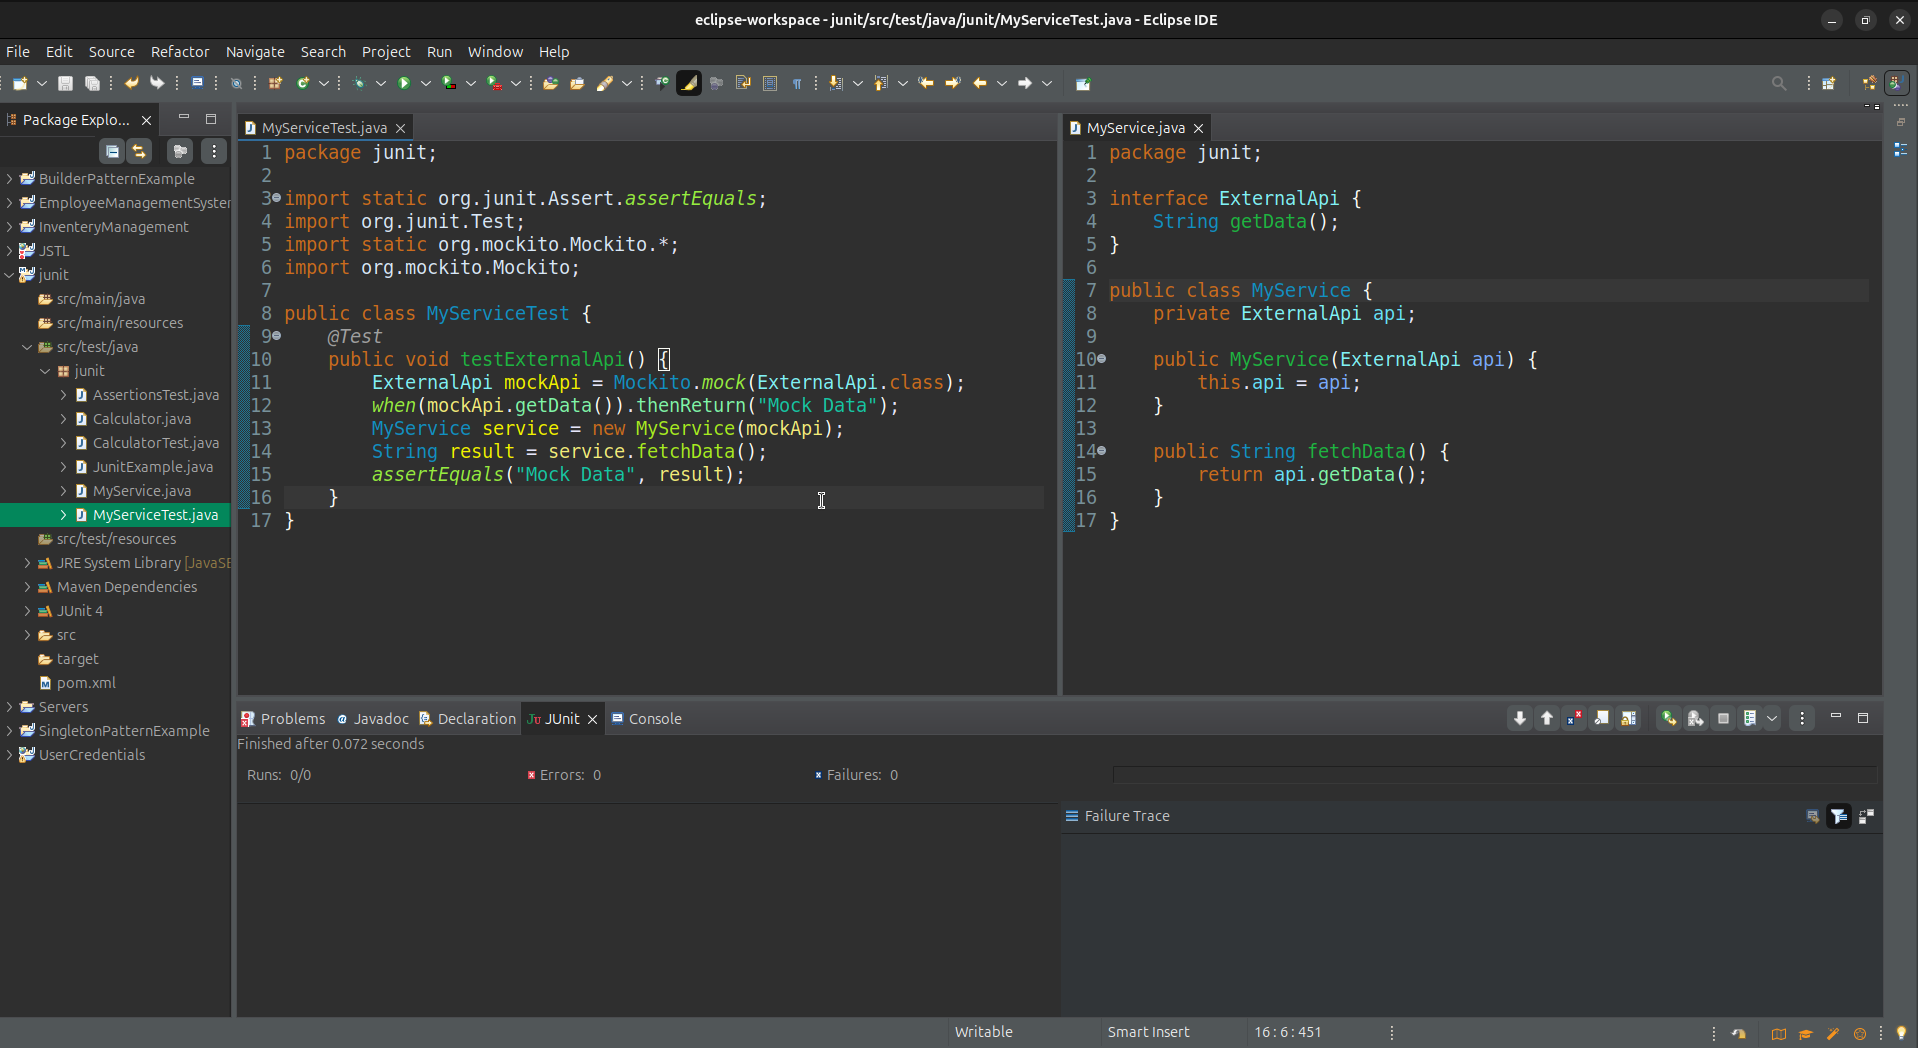 eclipse-workspace - junit/src/test/java/junit/MyServiceTest.java - Eclipse IDE
File Edit Source Refactor Navigate Search Project Run Window Help
Package Explo...
BuilderPatternExample
EmployeeManagementSyster
InventeryManagement
JSTL
junit
src/main/java
src/main/resources
src/test/java
junit
AssertionsTest.java
Calculator.java
CalculatorTest.java
JunitExample.java
MyService.java
MyServiceTest.java
src/test/resources
JRE System Library [JavaSE
Maven Dependencies
JUnit 4
src
target
pom.xml
Servers
SingletonPatternExample
UserCredentials
MyServiceTest.java
1 package junit;
2
3 import static org.junit.Assert.assertEquals;
4 import org.junit.Test;
5 import static org.mockito.Mockito.*;
6 import org.mockito.Mockito;
7
8 public class MyServiceTest {
9 @Test
10 public void testExternalApi() {
11 ExternalApi mockApi = Mockito.mock(ExternalApi.class);
12 when(mockApi.getData()).thenReturn("Mock Data");
13 MyService service = new MyService(mockApi);
14 String result = service.fetchData();
15 assertEquals("Mock Data", result);
16 }
17 }
MyService.java
1 package junit;
2
3 interface ExternalApi {
4 String getData();
5 }
6
7 public class MyService {
8 private ExternalApi api;
9
10 public MyService(ExternalApi api) {
11 this.api = api;
12 }
13
14 public String fetchData() {
15 return api.getData();
16 }
17 }
Problems Javadoc Declaration Ju JUnit Console
Finished after 0.072 seconds
Runs: 0/0 Errors: 0 Failures: 0
Failure Trace
Writable Smart Insert 16 : 6 : 451